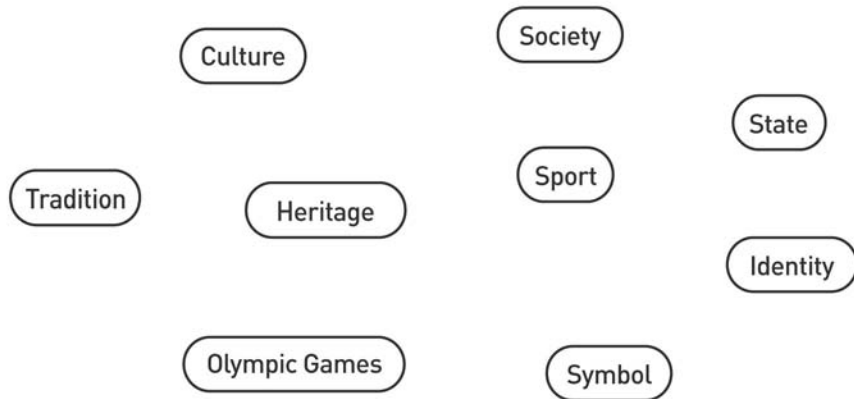 Society
Culture
State
Sport
Tradition
Heritage
Identity
Olympic Games
Symbol